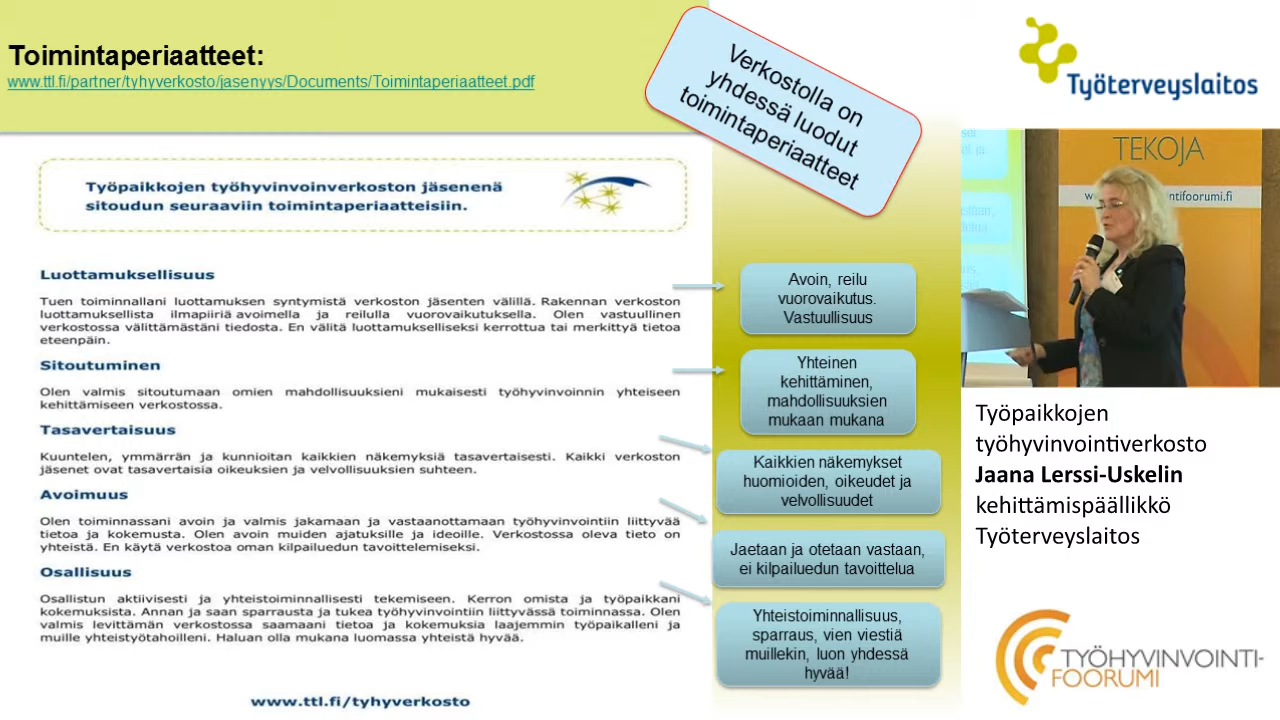 Toimintaperiaatteet:
www.ttl.fi/partner/tyhyverkosto/jasenyys/Documents/Toimintaperiaatteet.pdf
Verkostolla on
yhdessä luodut
toimintaperiaatteet
Työpaikkojen työhyvinvoinverkoston jäsenenä
sitoudun seuraaviin toimintaperiaatteisiin.
Luottamuksellisuus
Tuen toiminnallani luottamuksen syntymistä verkoston jäsenten välillä. Rakennan verkoston
luottamuksellista ilmapiiriä avoimella ja reilulla vuorovaikutuksella. Olen vastuullinen
verkostossa välittämästäni tiedosta. En välitä luottamukselliseksi kerrottua tai merkittyä tietoa
eteenpäin.
Sitoutuminen
Olen valmis sitoutumaan omien mahdollisuuksieni mukaisesti työhyvinvoinnin yhteiseen
kehittämiseen verkostossa.
Tasavertaisuus
Kuuntelen, ymmärrän ja kunnioitan kaikkien näkemyksiä tasavertaisesti. Kaikki verkoston
jäsenet ovat tasavertaisia oikeuksien ja velvollisuuksien suhteen.
Avoimuus
Olen toiminnassani avoin ja valmis jakamaan ja vastaanottamaan työhyvinvointiin liittyvää
tietoa ja kokemusta. Olen avoin muiden ajatuksille ja ideoille. Verkostossa oleva tieto on
yhteistä. En käytä verkostoa oman kilpailuedun tavoittelemiseksi.
Osallisuus
Osallistun aktiivisesti ja yhteistoiminnallisesti tekemiseen. Kerron omista ja työpaikkani
kokemuksista. Annan ja saan sparrausta ja tukea työhyvinvointiin liittyvässä toiminnassa. Olen
valmis levittämän verkostossa saamaani tietoa ja kokemuksia laajemmin työpaikalleni ja
muille yhteistyötahoilleni. Haluan olla mukana luomassa yhteistä hyvää.
www.ttl.fi/tyhyverkosto
Avoin, reilu
vuorovaikutus.
Vastuullisuus
Yhteinen
kehittäminen,
mahdollisuuksien
mukaan mukana
Kaikkien näkemykset
huomioiden, oikeudet ja
velvollisuudet
Jaetaan ja otetaan vastaan,
ei kilpailuedun tavoittelua
Yhteistoiminnallisuus,
sparraus, vien viestiä
muillekin, luon yhdessä
hyvää!
Työterveyslaitos
TEKOJA
Työpaikkojen
työhyvinvointiverkosto
Jaana Lerssi-Uskelin
kehittämispäällikkö
Työterveyslaitos
TYÖHYVINVOINTI-
FOORUMI